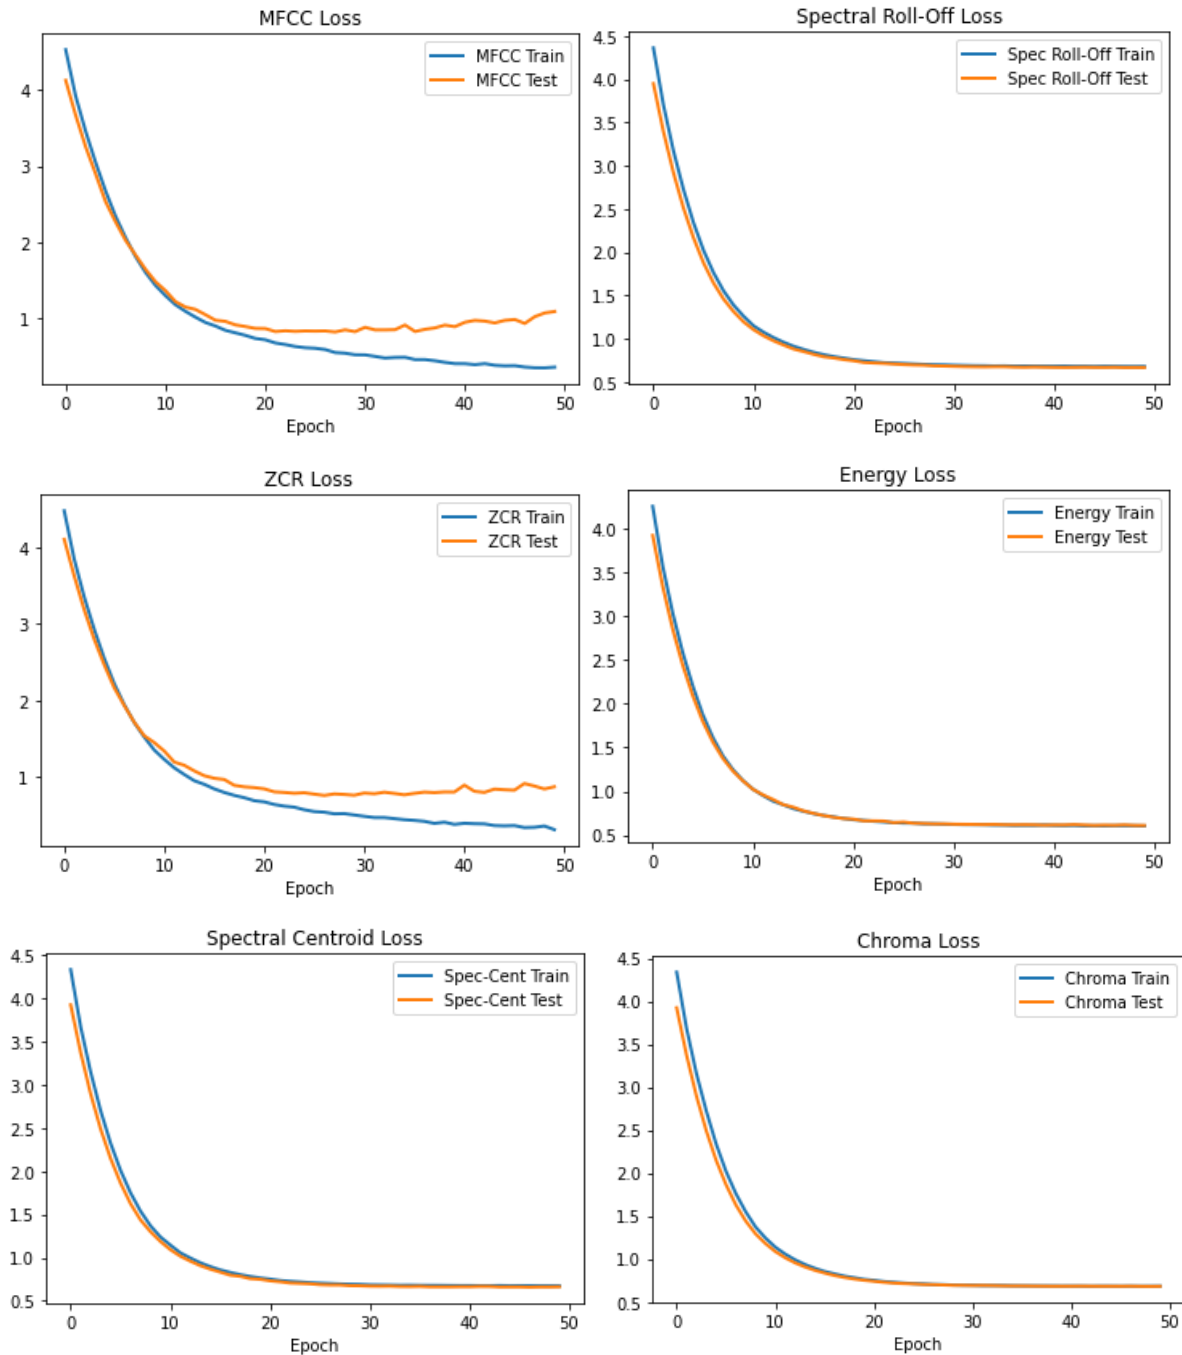 MFCC Loss
MFCC Train
MFCC Test
4
3
2
1
0 10 20 30 40 50
Epoch
Spectral Roll-Off Loss
Spec Roll-Off Train
Spec Roll-Off Test
4.5
4.0
3.5
3.0
2.5
2.0
1.5
1.0
0.5
0 10 20 30 40 50
Epoch
ZCR Loss
ZCR Train
ZCR Test
4
3
2
1
0 10 20 30 40 50
Epoch
Energy Loss
Energy Train
Energy Test
4.0
3.5
3.0
2.5
2.0
1.5
1.0
0.5
0 10 20 30 40 50
Epoch
Spectral Centroid Loss
Spec-Cent Train
Spec-Cent Test
4.5
4.0
3.5
3.0
2.5
2.0
1.5
1.0
0.5
0 10 20 30 40 50
Epoch
Chroma Loss
Chroma Train
Chroma Test
4.5
4.0
3.5
3.0
2.5
2.0
1.5
1.0
0.5
0 10 20 30 40 50
Epoch